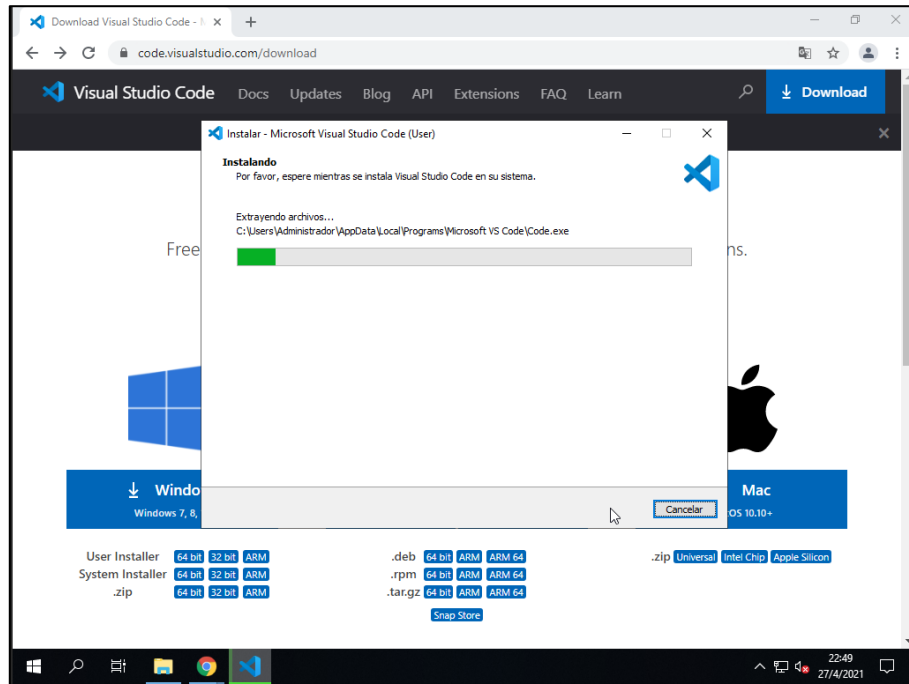 Download Visual Studio Code - M
code.visualstudio.com/download
Visual Studio Code Docs Updates Blog API Extensions FAQ Learn Download
Instalar - Microsoft Visual Studio Code (User)
Instalando
Por favor, espere mientras se instala Visual Studio Code en su sistema.
Extrayendo archivos...
C:\Users\Administrador\AppData\Local\Programs\Microsoft VS Code\Code.exe
Free ns.
Windo
Windows 7, 8,
Mac
OS 10.10+
Cancelar
User Installer 64 bit 32 bit ARM
System Installer 64 bit 32 bit ARM
.zip 64 bit 32 bit ARM
.deb 64 bit ARM ARM 64
.rpm 64 bit ARM ARM 64
.tar.gz 64 bit ARM ARM 64
Snap Store
.zip Universal Intel Chip Apple Silicon
22:49
27/4/2021